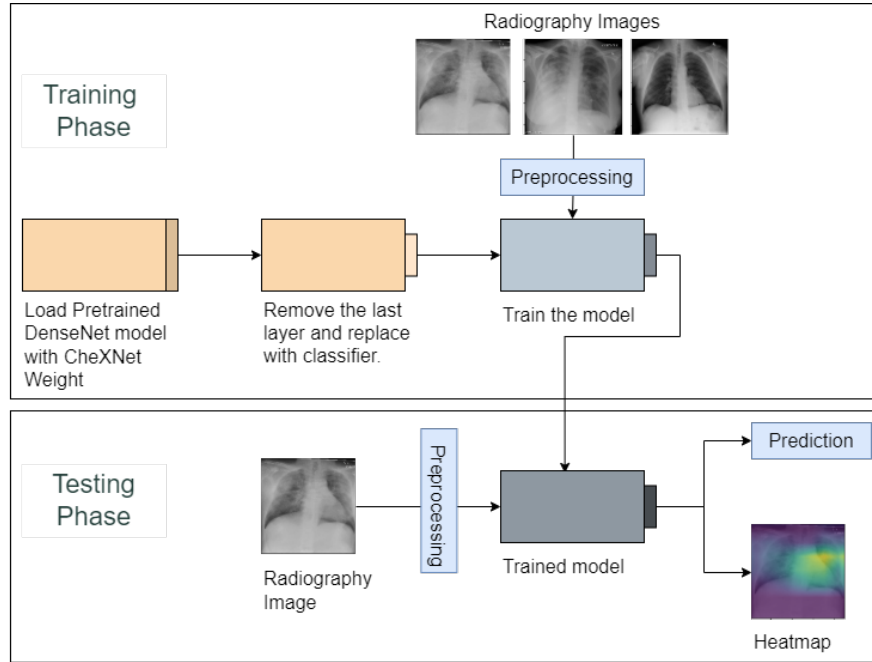 Radiography Images
Training
Phase
Preprocessing
Load Pretrained
DenseNet model
with CheXNet
Weight
Remove the last
layer and replace
with classifier.
Train the model
Testing
Phase
Preprocessing
Prediction
Radiography
Image
Trained model
Heatmap